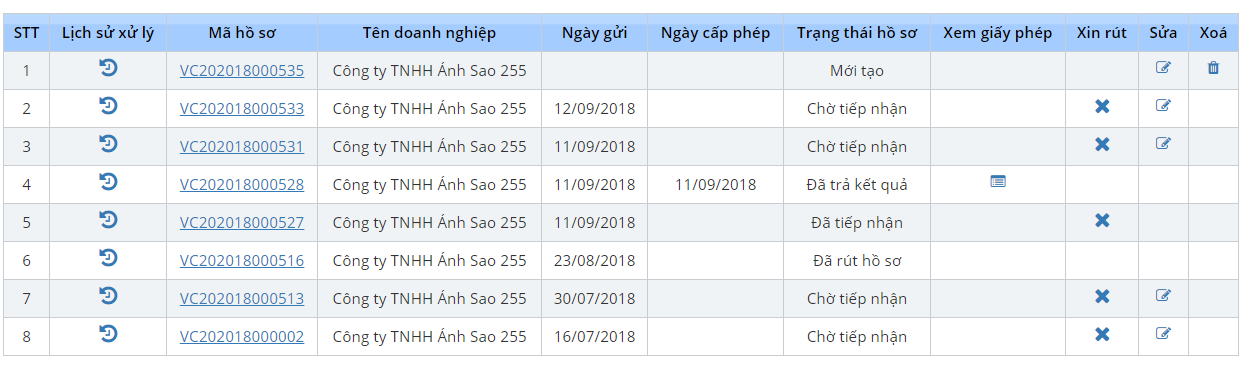 STT Lịch sử xử lý Mã hồ sơ Tên doanh nghiệp Ngày gửi Ngày cấp phép Trạng thái hồ sơ Xem giấy phép Xin rút Sửa Xoá
1 VC202018000535 Công ty TNHH Ánh Sao 255 Mới tạo
2 VC202018000533 Công ty TNHH Ánh Sao 255 12/09/2018 Chờ tiếp nhận
3 VC202018000531 Công ty TNHH Ánh Sao 255 11/09/2018 Chờ tiếp nhận
4 VC202018000528 Công ty TNHH Ánh Sao 255 11/09/2018 11/09/2018 Đã trả kết quả
5 VC202018000527 Công ty TNHH Ánh Sao 255 11/09/2018 Đã tiếp nhận
6 VC202018000516 Công ty TNHH Ánh Sao 255 23/08/2018 Đã rút hồ sơ
7 VC202018000513 Công ty TNHH Ánh Sao 255 30/07/2018 Chờ tiếp nhận
8 VC202018000002 Công ty TNHH Ánh Sao 255 16/07/2018 Chờ tiếp nhận